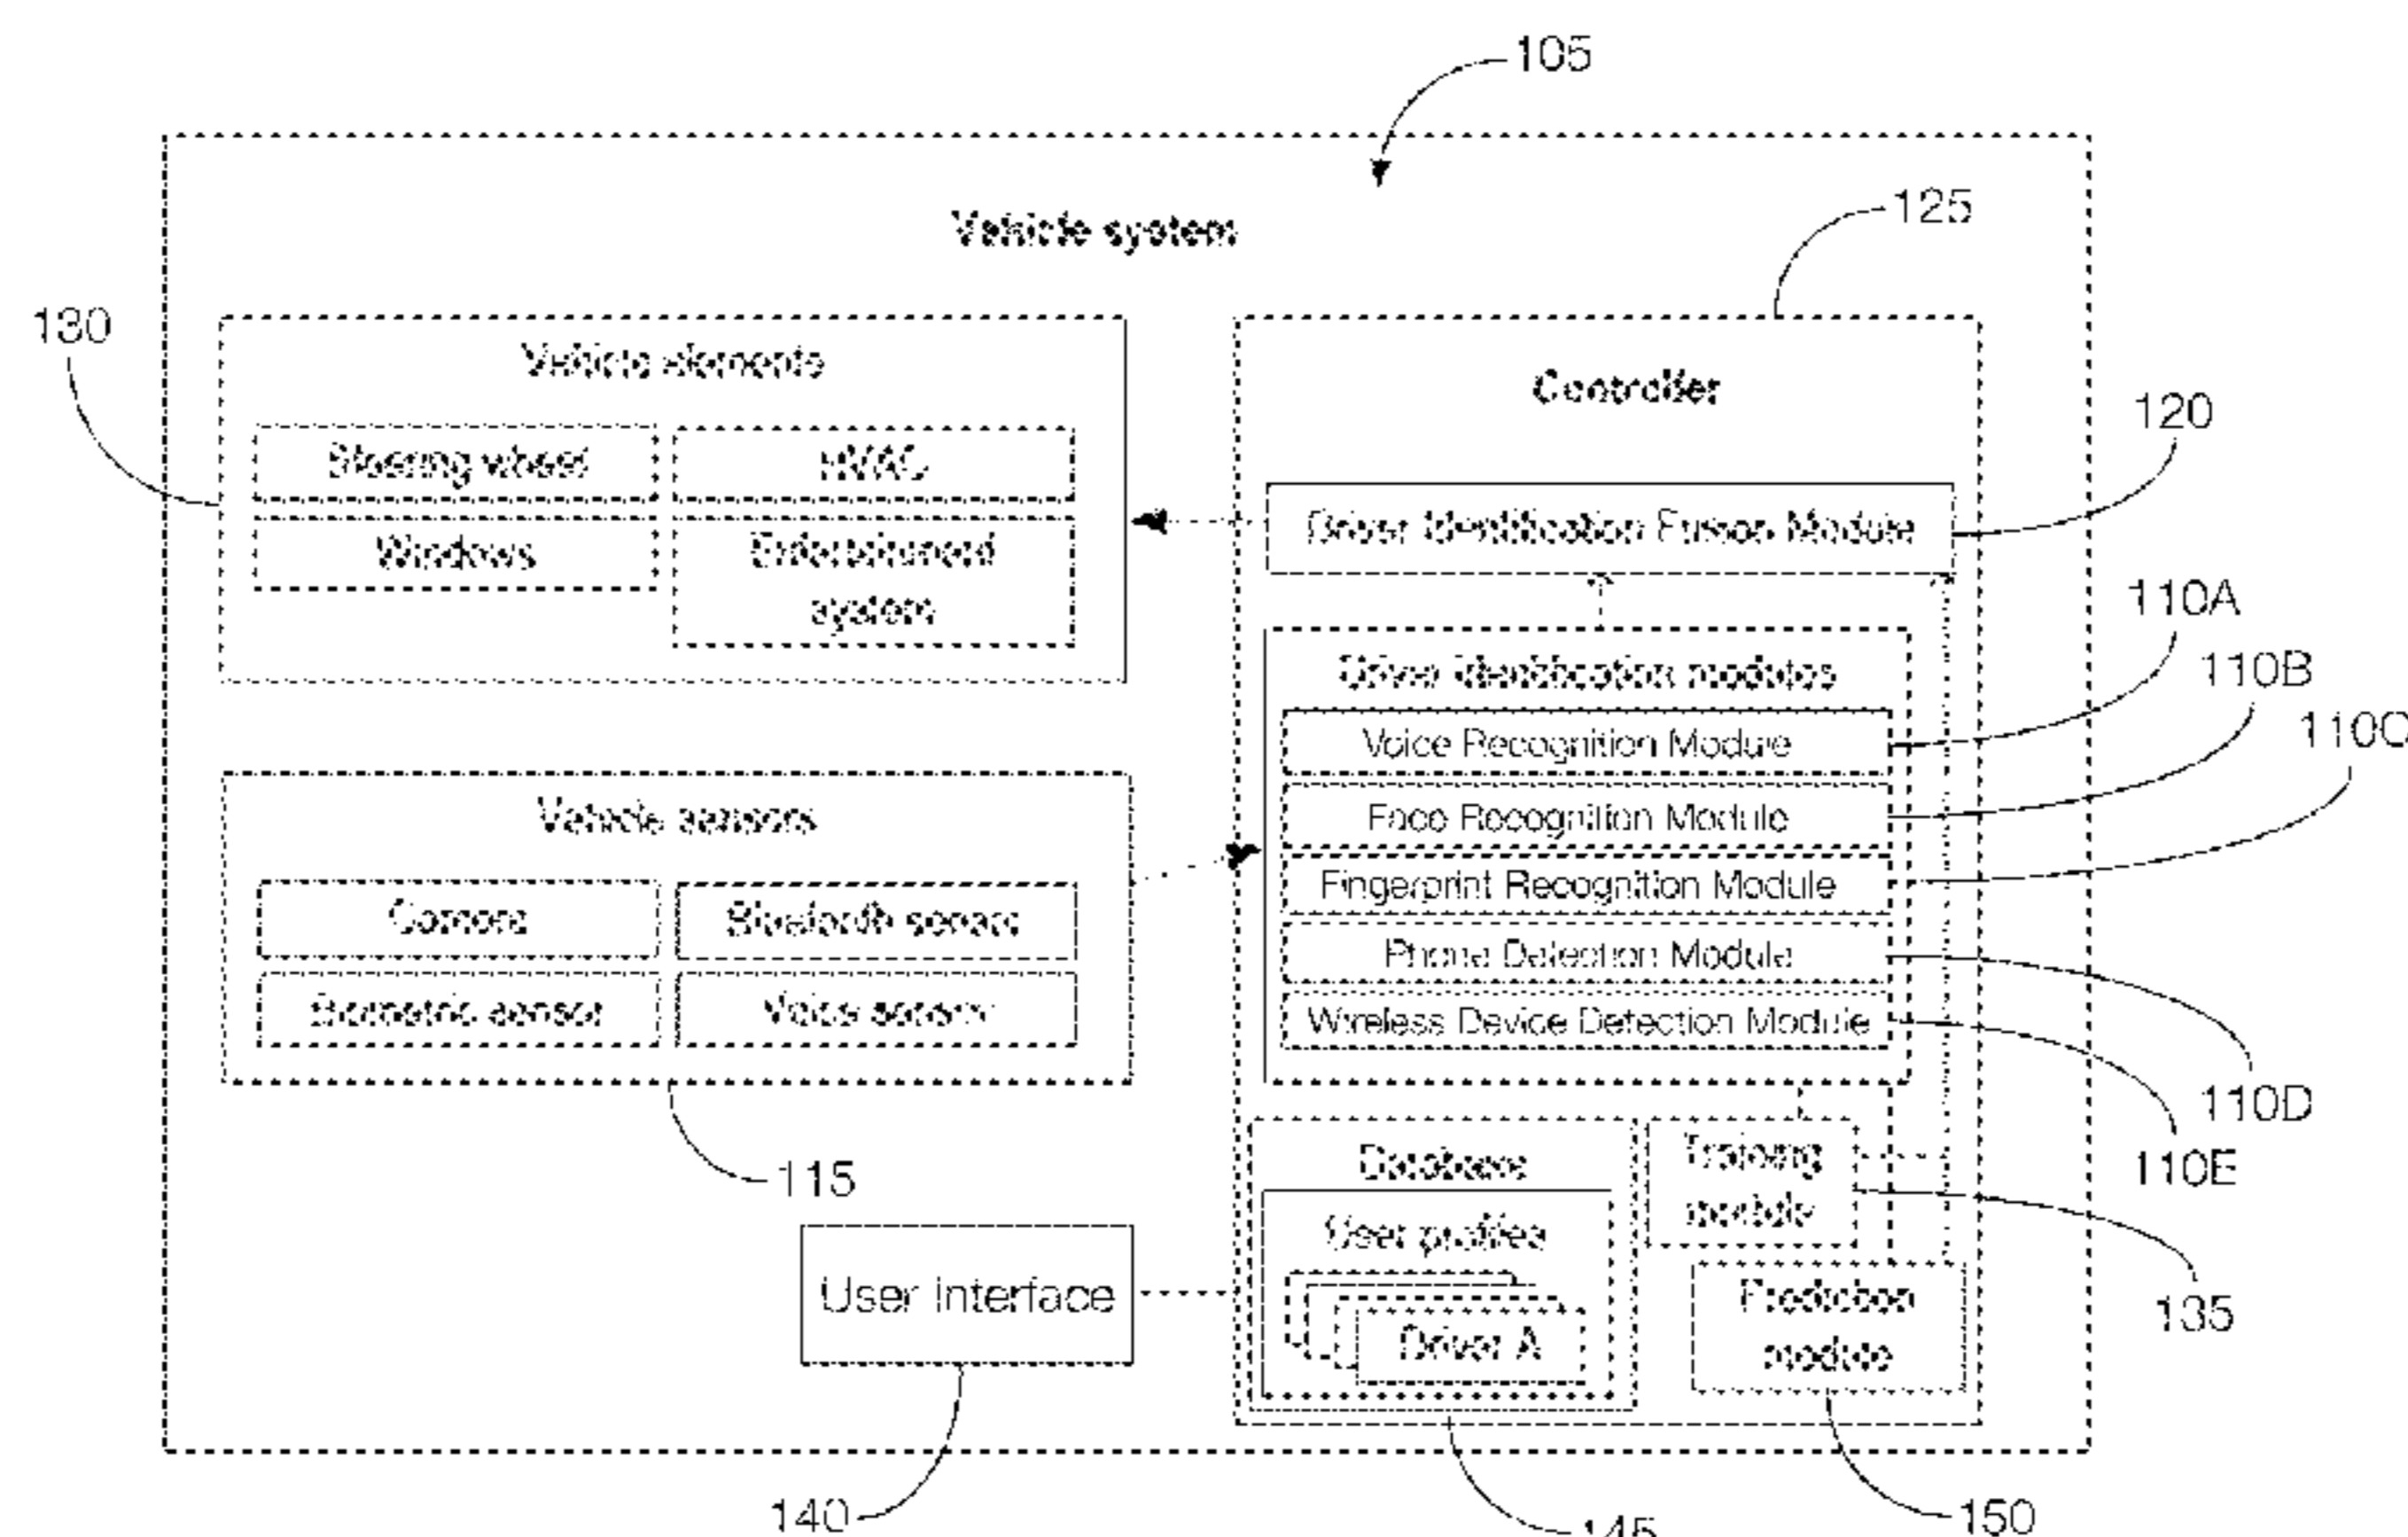 105
Vehicle system
125
130
Vehicle elements
Controller
120
Steering wheel
HVAC
Driver Identification Fusion Module
Windows
Entertainment
system
110A
Driver identification modules
110B
Voice Recognition Module
110C
Vehicle sensors
Face Recognition Module
Fingerprint Recognition Module
Camera
Bluetooth sensor
Phone Detection Module
Biometric sensor
Voice sensor
Wireless Device Detection Module
110D
110E
115
Database
Training
module
User profiles
User Interface
Driver A
Prediction
module
135
140
145
150